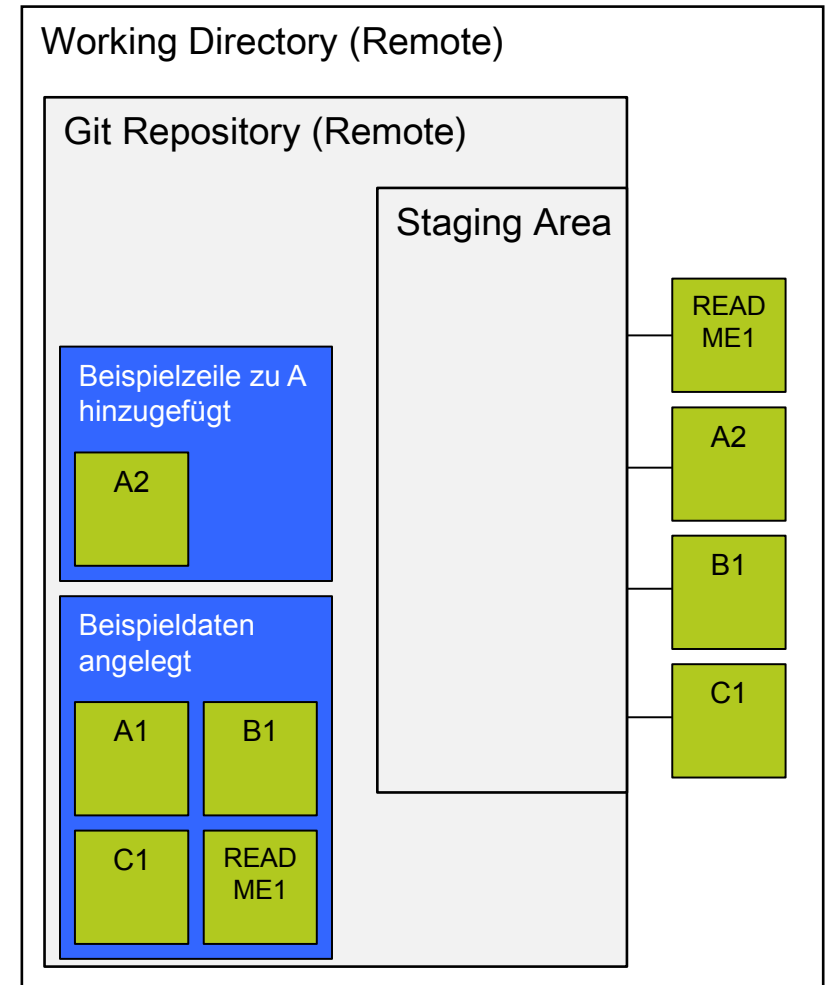 Working Directory (Remote)
Git Repository (Remote)
Staging Area
READ
ME1
A2
B1
C1
Beispielzeile zu A
hinzugefügt
A2
Beispieldaten
angelegt
A1
B1
C1
READ
ME1